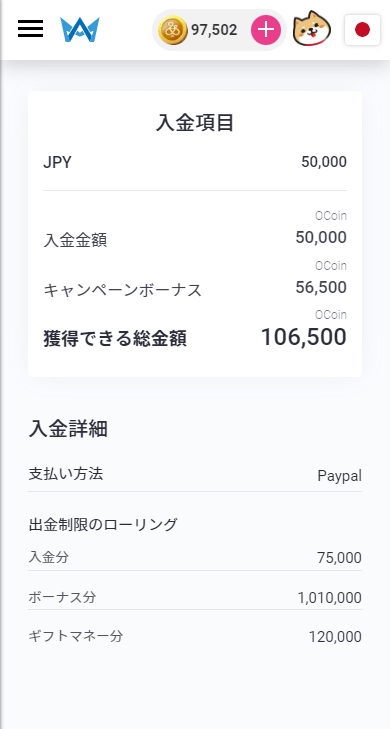 97,502
入金項目
JPY 50,000
OCoin
入金金額 50,000
OCoin
キャンペーンボーナス 56,500
OCoin
獲得できる総金額 106,500
入金詳細
支払い方法 Paypal
出金制限のローリング
入金分 75,000
ボーナス分 1,010,000
ギフトマネー分 120,000